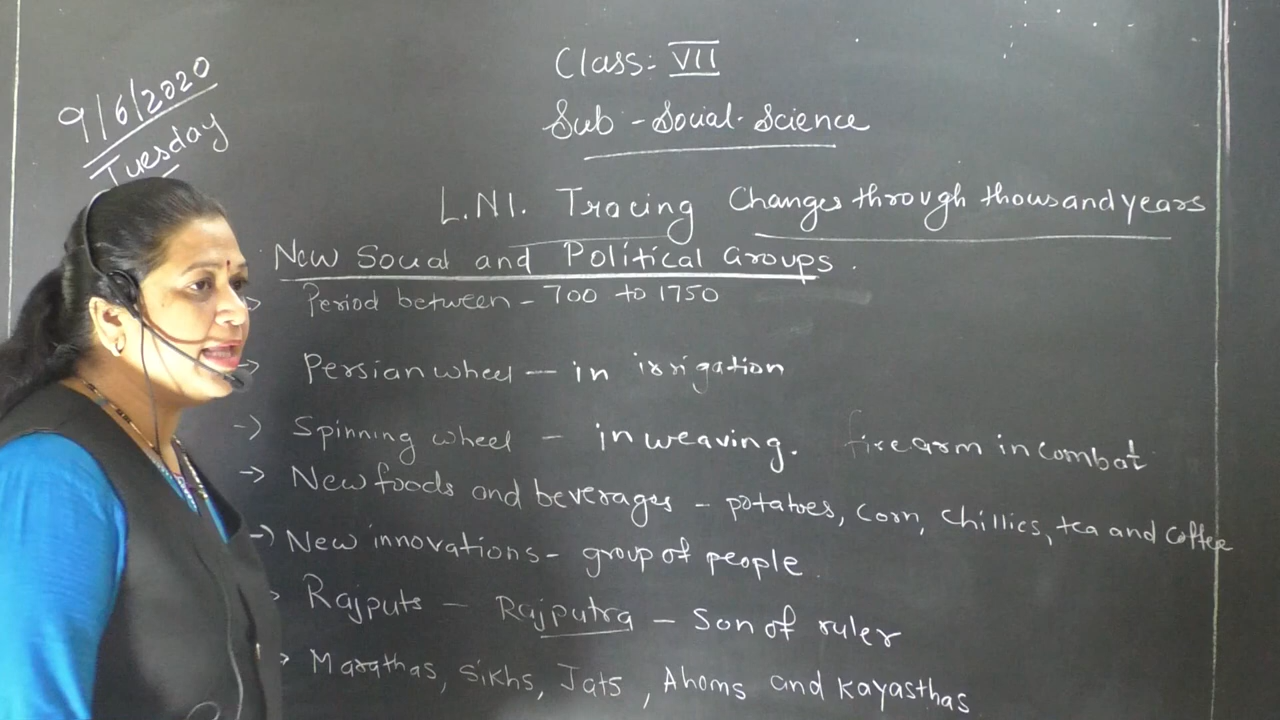 9/6/2020
Tuesday
Class: VII
Sub - Social Science
L.N1. Tracing Changes through thousand years
New Social and Political Groups.
Period between - 700 to 1750
→ Persian wheel - in irrigation
→ Spinning wheel - in weaving. firearm in combat
→ New foods and beverages - potatoes, corn, chillies, tea and coffee
→ New innovations - group of people.
Rajputs - Rajputra - Son of ruler
Marathas, Sikhs, Jats, Ahoms and Kayasthas